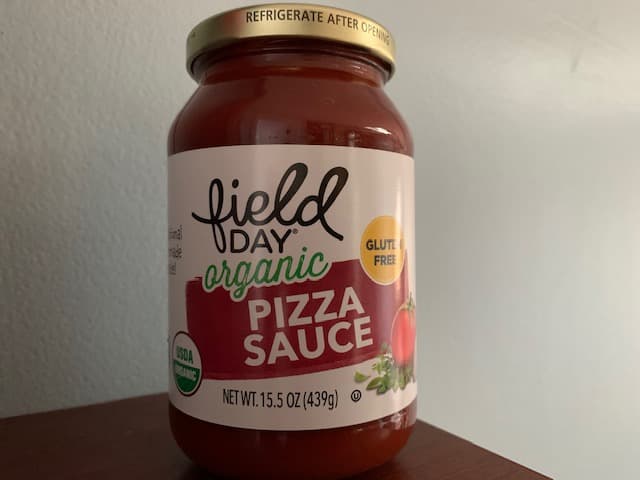 REFRIGERATE AFTER OPENING
field
DAY®
organic
GLUTEN
FREE
PIZZA
SAUCE
USDA
ORGANIC
NET WT. 15.5 OZ (439g) U